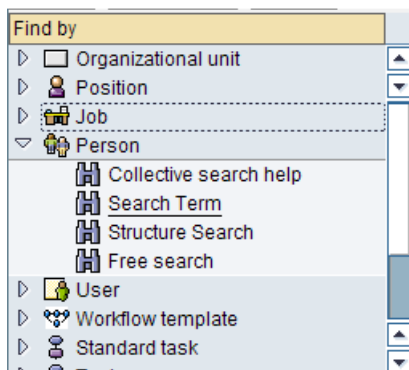 Find by
Organizational unit
Position
Job
Person
Collective search help
Search Term
Structure Search
Free search
User
Workflow template
Standard task